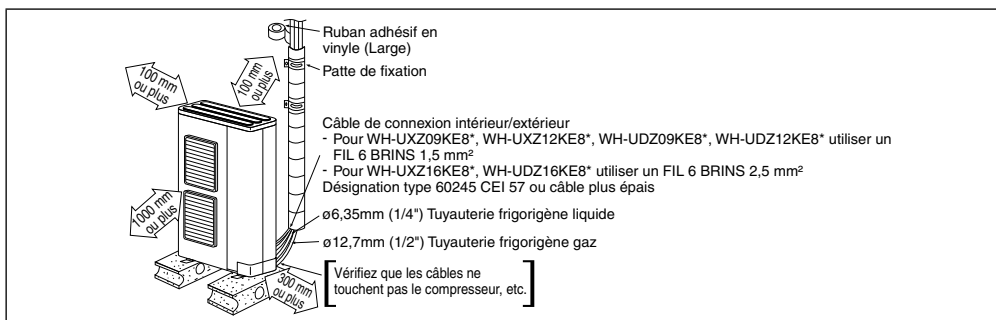 Ruban adhésif en
vinyle (Large)
Patte de fixation
100 mm
ou plus
100 mm
ou plus
Câble de connexion intérieur/extérieur
- Pour WH-UXZ09KE8*, WH-UXZ12KE8*, WH-UDZ09KE8*, WH-UDZ12KE8* utiliser un
FIL 6 BRINS 1,5 mm²
- Pour WH-UXZ16KE8*, WH-UDZ16KE8* utiliser un FIL 6 BRINS 2,5 mm²
Désignation type 60245 CEI 57 ou câble plus épais
1000 mm
ou plus
ø6,35mm (1/4") Tuyauterie frigorigène liquide
ø12,7mm (1/2") Tuyauterie frigorigène gaz
Vérifiez que les câbles ne
touchent pas le compresseur, etc.
300 mm
ou plus